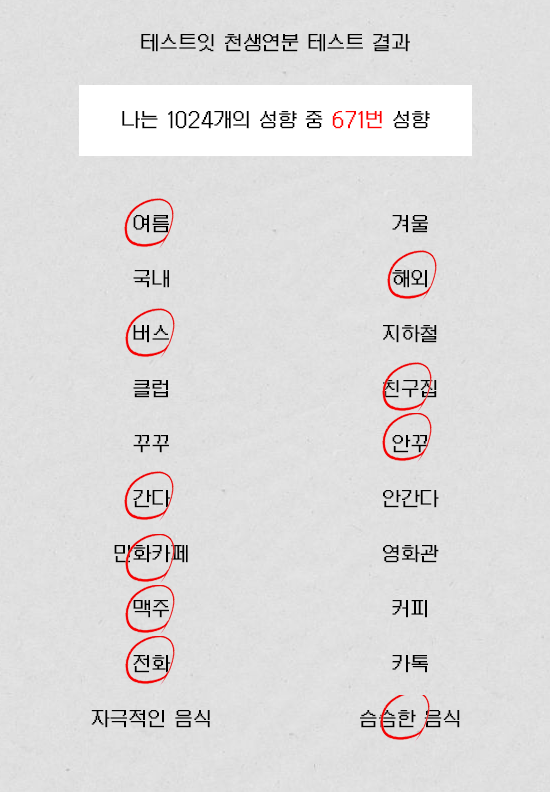 테스트잇 천생연분 테스트 결과
나는 1024개의 성향 중 671번 성향
여름 겨울
국내 해외
버스 지하철
클럽 친구집
꾸꾸 안꾸
간다 안간다
만화카페 영화관
맥주 커피
전화 카톡
자극적인 음식 슴슴한 음식